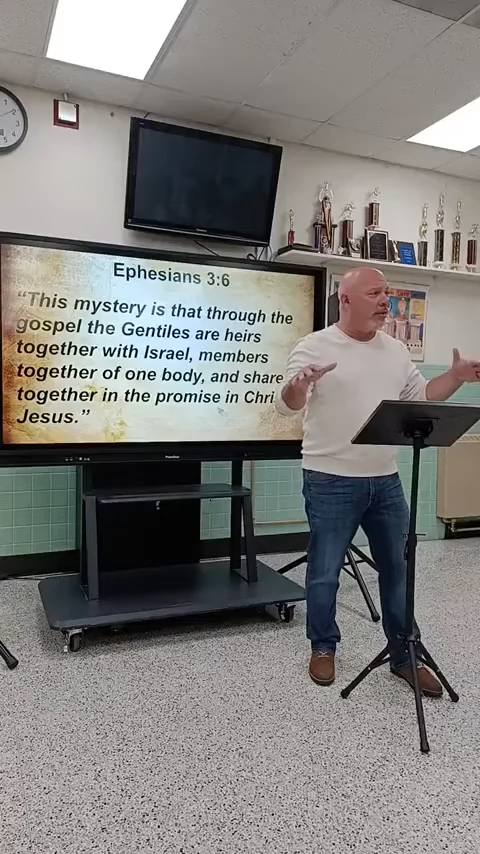 Ephesians 3:6
“This mystery is that through the
gospel the Gentiles are heirs
together with Israel, members
together of one body, and share
together in the promise in Chri
Jesus.”